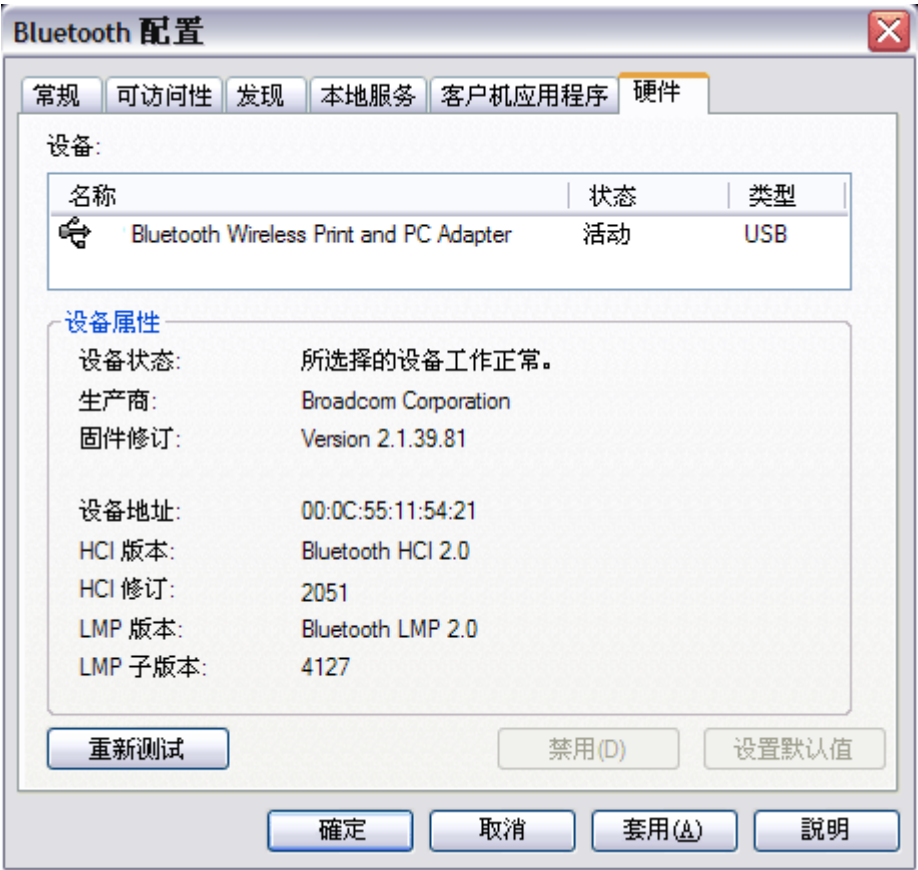 Bluetooth 配置
常规 可访问性 发现 本地服务 客户机应用程序 硬件
设备:
名称 状态 类型
Bluetooth Wireless Print and PC Adapter 活动 USB
设备属性
设备状态: 所选择的设备工作正常。
生产商: Broadcom Corporation
固件修订: Version 2.1.39.81
设备地址: 00:0C:55:11:54:21
HCI 版本: Bluetooth HCI 2.0
HCI 修订: 2051
LMP 版本: Bluetooth LMP 2.0
LMP 子版本: 4127
重新测试 禁用(D) 设置默认值
確定 取消 套用(A) 說明